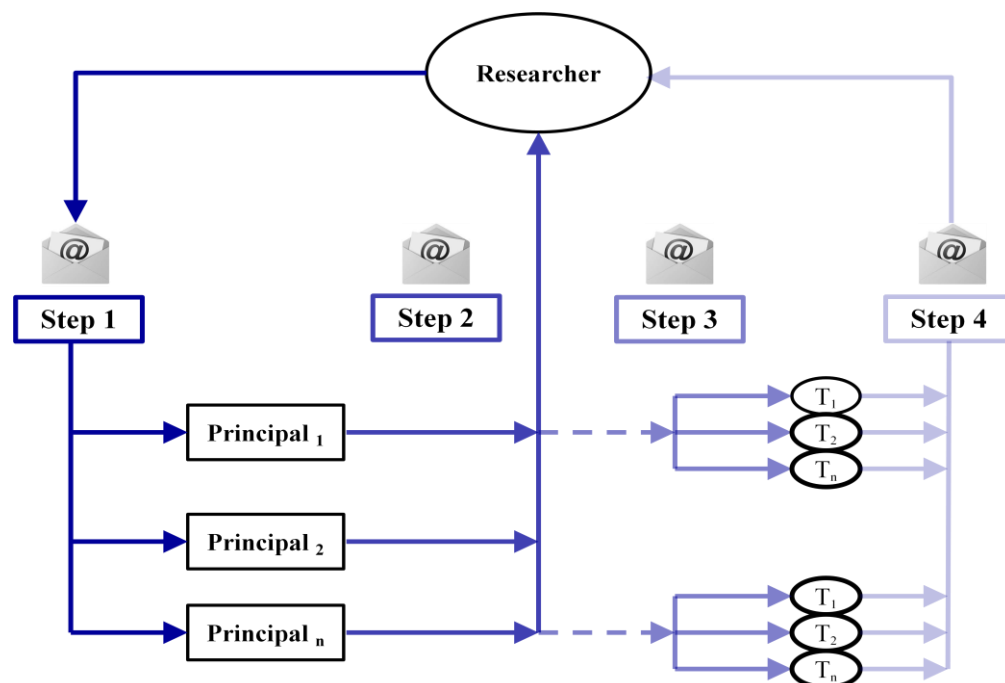 Researcher
@
@
@
@
Step 1
Step 2
Step 3
Step 4
T₁
Principal ₁
T₂
Tₙ
Principal ₂
T₁
Principal ₙ
T₂
Tₙ